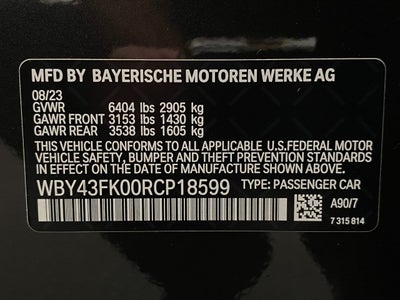 MFD BY BAYERISCHE MOTOREN WERKE AG
08/23
GVWR 6404 lbs 2905 kg
GAWR FRONT 3153 lbs 1430 kg
GAWR REAR 3538 lbs 1605 kg
THIS VEHICLE CONFORMS TO ALL APPLICABLE U.S.FEDERAL MOTOR
VEHICLE SAFETY, BUMPER, AND THEFT PREVENTION STANDARDS
IN EFFECT ON THE DATE OF MANUFACTURE SHOWN ABOVE.
WBY43FK00RCP18599 TYPE: PASSENGER CAR
A90/7
7 315 814